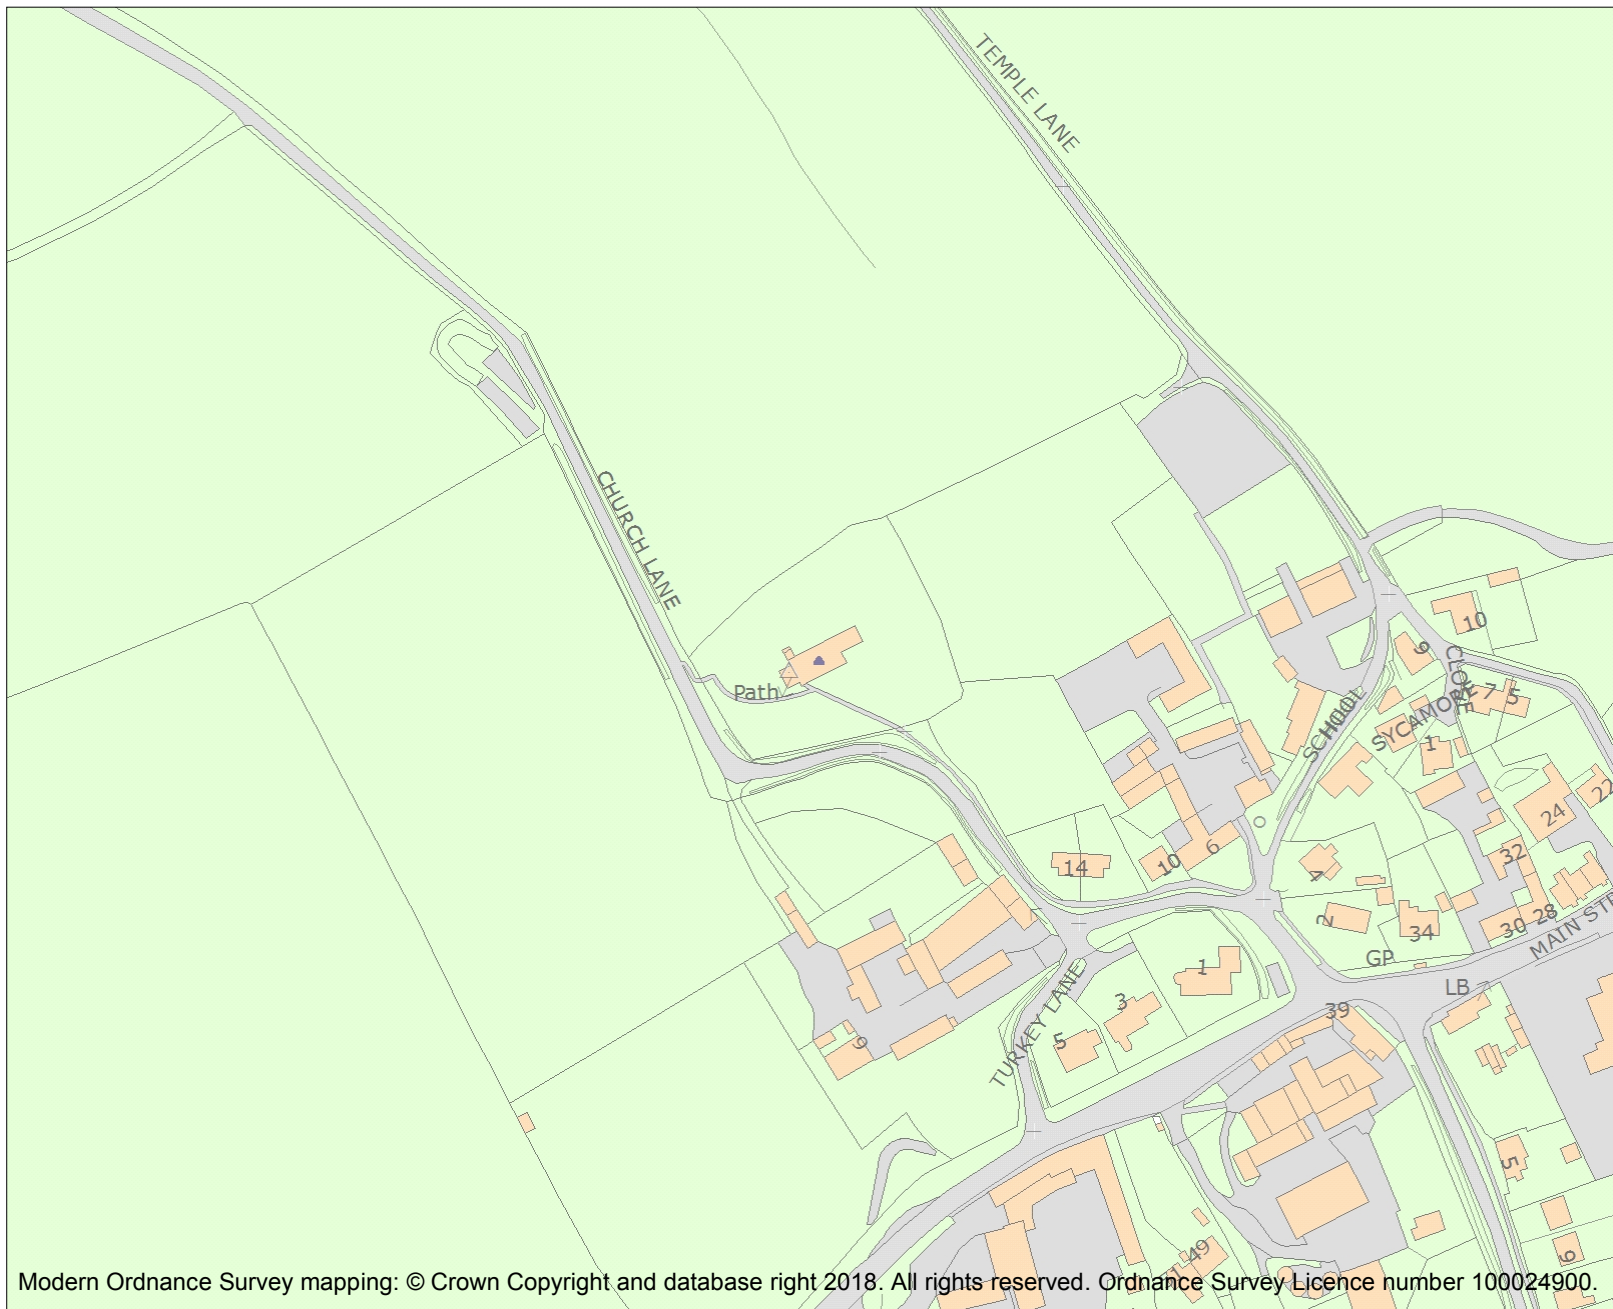 TEMPLE LANE
CHURCH LANE
Path
SCHOOL HILL
SYCAMORE CLOSE
10
9
7
5
1
22
24
32
28
30
MAIN ST
14
10
6
4
2
34
GP
LB
39
1
3
5
TURKEY LANE
9
5
9
49
Modern Ordnance Survey mapping: © Crown Copyright and database right 2018. All rights reserved. Ordnance Survey Licence number 100024900.